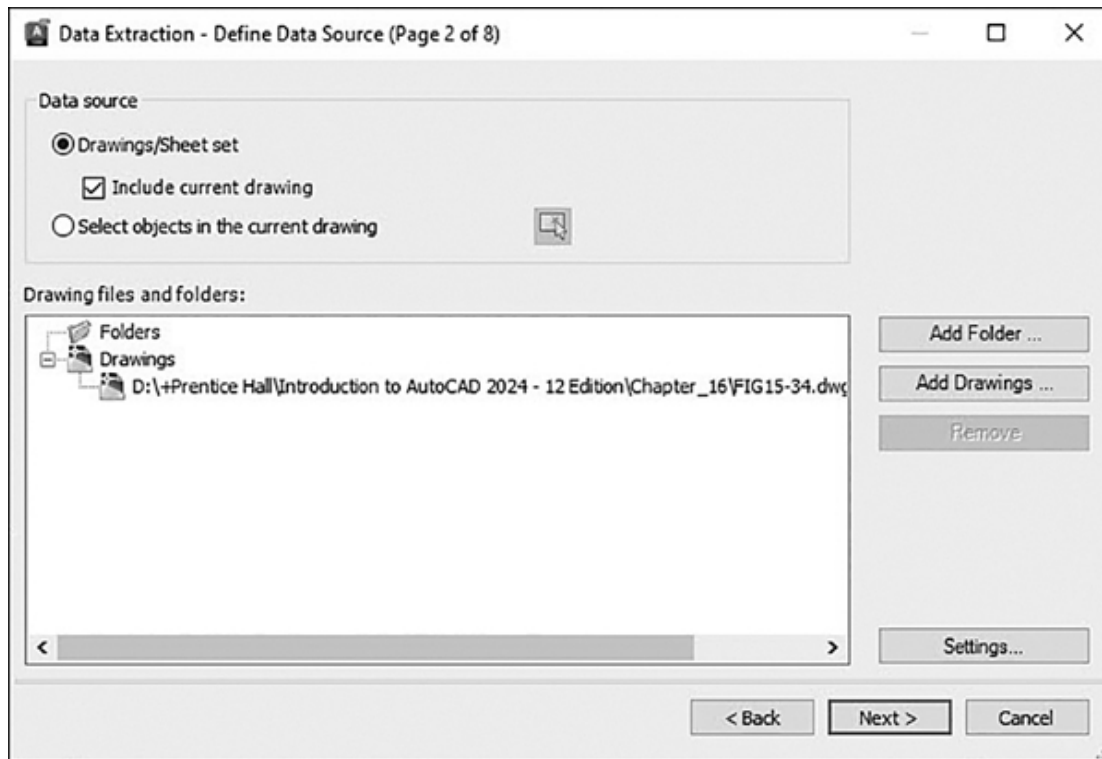 Data Extraction - Define Data Source (Page 2 of 8)
Data source
Drawings/Sheet set
Include current drawing
Select objects in the current drawing
Drawing files and folders:
Folders
Drawings
D:\+Prentice Hall\Introduction to AutoCAD 2024 - 12 Edition\Chapter_16\FIG15-34.dwg
Add Folder ...
Add Drawings ...
Remove
Settings...
< Back
Next >
Cancel